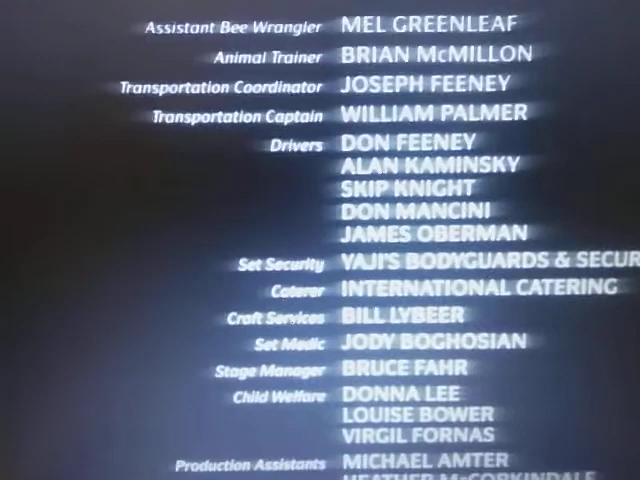 Assistant Bee Wrangler MEL GREENLEAF
Animal Trainer BRIAN McMILLON
Transportation Coordinator JOSEPH FEENEY
Transportation Captain WILLIAM PALMER
Drivers DON FEENEY
ALAN KAMINSKY
SKIP KNIGHT
DON MANCINI
JAMES OBERMAN
Set Security YAJI'S BODYGUARDS & SECUR
Caterer INTERNATIONAL CATERING
Craft Services BILL LYBEER
Set Medic JODY BOGHOSIAN
Stage Manager BRUCE FAHR
Child Welfare DONNA LEE
LOUISE BOWER
VIRGIL FORNAS
Production Assistants MICHAEL AMTER
HEATHER McCORKINDALE